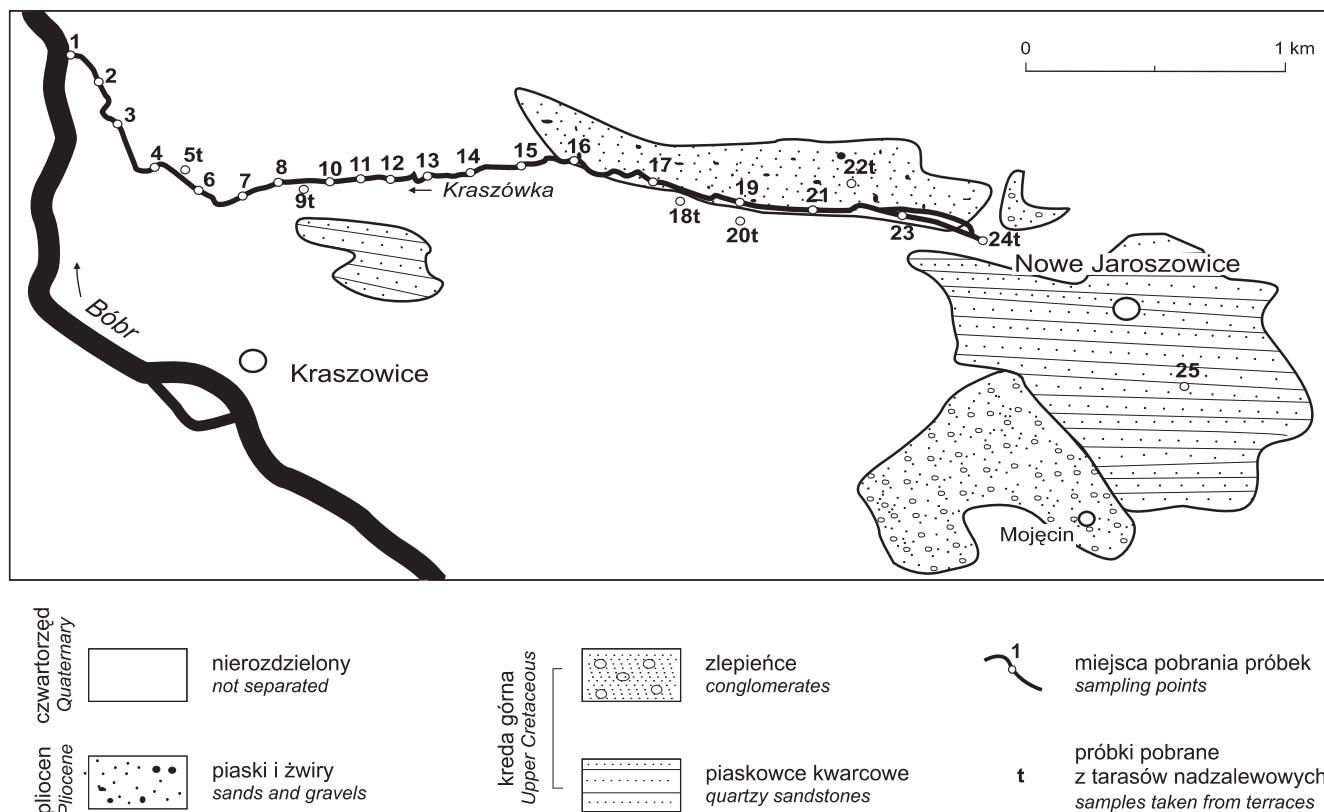 0 1 km
1
2
3
4
5t
6
7
8
9t
10
11
12
13
14
15
16
17
18t
19
20t
21
22t
23
24t
25
Kraszówka
Bóbr
Kraszowice
Nowe Jaroszowice
Mojęcin
czwartorzęd
Quaternary
nierozdzielony
not separated
pliocen
Pliocene
piaski i żwiry
sands and gravels
kreda górna
Upper Cretaceous
zlepieńce
conglomerates
piaskowce kwarcowe
quartzy sandstones
1
miejsca pobrania próbek
sampling points
t
próbki pobrane
z tarasów nadzalewowych
samples taken from terraces